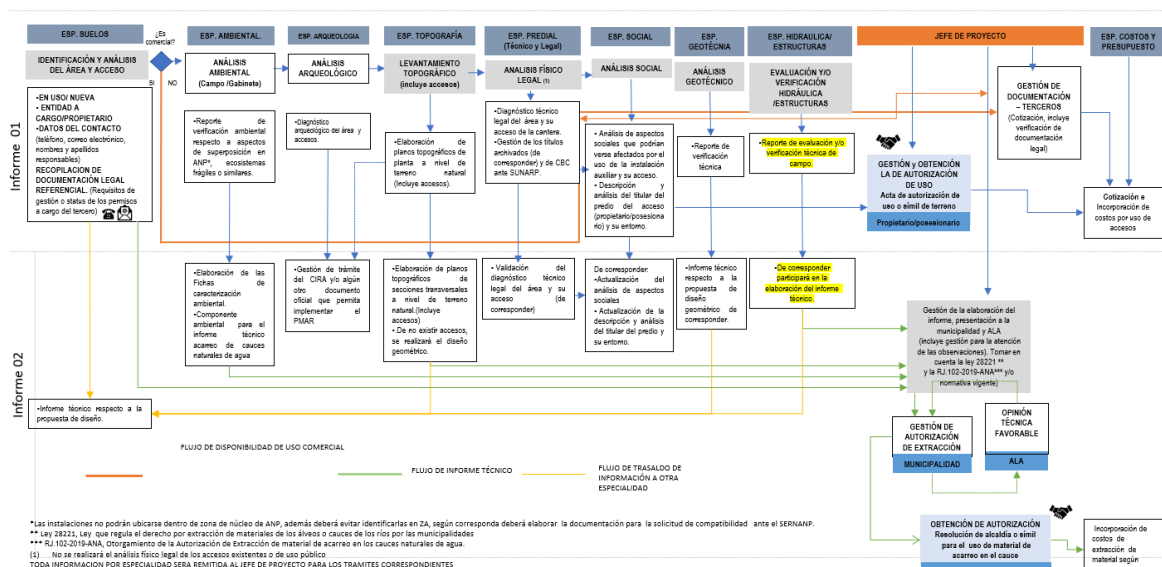 ESP. SUELOS
¿Es
comercial?
ESP. AMBIENTAL.
ESP. ARQUEOLOGIA
ESP. TOPOGRAFÍA
ESP. PREDIAL
(Técnico y Legal)
ESP. SOCIAL
ESP.
GEOTÉCNIA
ESP. HIDRAULICA/
ESTRUCTURAS
JEFE DE PROYECTO
ESP. COSTOS Y
PRESUPUESTO
Informe 01
IDENTIFICACIÓN Y ANÁLISIS
DEL ÁREA Y ACCESO
SI
NO
ANÁLISIS
AMBIENTAL
(Campo /Gabinete)
ANÁLISIS
ARQUEOLÓGICO
LEVANTAMIENTO
TOPOGRÁFICO
(incluye accesos)
ANALISIS FÍSICO
LEGAL (1)
ANÁLISIS SOCIAL
ANÁLISIS
GEOTÉCNICO
EVALUACIÓN Y/O
VERIFICACIÓN
HIDRÁULICA
/ESTRUCTURAS
GESTIÓN DE
DOCUMENTACIÓN
– TERCEROS
(Cotización, incluye
verificación de
documentación
legal)
•EN USO/ NUEVA
• ENTIDAD A
CARGO/PROPIETARIO
•DATOS DEL CONTACTO
(teléfono, correo electrónico,
nombres y apellidos
responsables)
RECOPILACION DE
DOCUMENTACIÓN LEGAL
REFERENCIAL. (Requisitos de
gestión o status de los permisos
a cargo del tercero)
•Reporte de
verificación ambiental
respecto a aspectos
de superposición en
ANP*, ecosistemas
frágiles o similares.
•Diagnóstico
arqueológico del área y
accesos.
•Elaboración de
planos topográficos de
planta a nivel de
terreno natural
(Incluye accesos).
•Diagnóstico técnico
legal del área y su
acceso de la cantera.
•Gestión de los títulos
archivados (de
corresponder) y de CBC
ante SUNARP.
• Análisis de aspectos
sociales que podrían
verse afectados por el
uso de la instalación
auxiliar y su acceso.
• Descripción y
análisis del titular del
predio del acceso
(propietario/posesiona
rio) y su entorno.
•Reporte de
verificación
técnica
•Reporte de evaluación y/o
verificación técnica de
campo.
GESTIÓN y OBTENCIÓN
LA DE AUTORIZACIÓN
DE USO
Acta de autorización de
uso o símil de terreno
Propietario/posesionario
Cotización e
Incorporación de
costos por uso de
accesos
Informe 02
•Elaboración de las
Fichas de
caracterización
ambiental.
•Componente
ambiental para el
informe técnico
acarreo de cauces
naturales de agua
•Gestión de trámite
del CIRA y/o algún
otro documento
oficial que permita
implementar el
PMAR
•Elaboración de planos
topográficos de
secciones transversales
a nivel de terreno
natural.(Incluye
accesos)
•De no existir accesos,
se realizará el diseño
geométrico.
•Validación del
diagnóstico técnico
legal del área y su
acceso (de
corresponder)
De corresponder:
•Actualización del
análisis de aspectos
sociales
•Actualización de la
descripción y análisis
del titular del predio y
su entorno.
•Informe técnico
respecto a la
propuesta de
diseño
geométrico de
corresponder.
•De corresponder
participará en la
elaboración del informe
técnico.
Gestión de la elaboración del
informe, presentación a la
municipalidad y ALA
(incluye gestión para la atención
de las observaciones). Tomar en
cuenta la ley 28221 **
y la RJ.102-2019-ANA*** y/o
normativa vigente)
•Informe técnico respecto a la
propuesta de diseño.
GESTIÓN DE
AUTORIZACIÓN
DE EXTRACCIÓN
MUNICIPALIDAD
OPINIÓN
TÉCNICA
FAVORABLE
ALA
FLUJO DE DISPONIBILIDAD DE USO COMERCIAL
FLUJO DE INFORME TÉCNICO
FLUJO DE TRASALDO DE
INFORMACIÓN A OTRA
ESPECIALIDAD
OBTENCIÓN DE AUTORIZACIÓN
Resolución de alcaldía o símil
para el uso de material de
acarreo en el cauce
Incorporación de
costos de
extracción de
material según
*Las instalaciones no podrán ubicarse dentro de zona de núcleo de ANP, además deberá evitar identificarlas en ZA, según corresponda deberá elaborar la documentación para la solicitud de compatibilidad ante el SERNANP.
** Ley 28221, Ley que regula el derecho por extracción de materiales de los álveos o cauces de los ríos por las municipalidades
*** RJ.102-2019-ANA, Otorgamiento de la Autorización de Extracción de material de acarreo en los cauces naturales de agua.
(1) No se realizará el análisis físico legal de los accesos existentes o de uso público
TODA INFORMACION POR ESPECIALIDAD SERA REMITIDA AL JEFE DE PROYECTO PARA LOS TRAMITES CORRESPONDIENTES